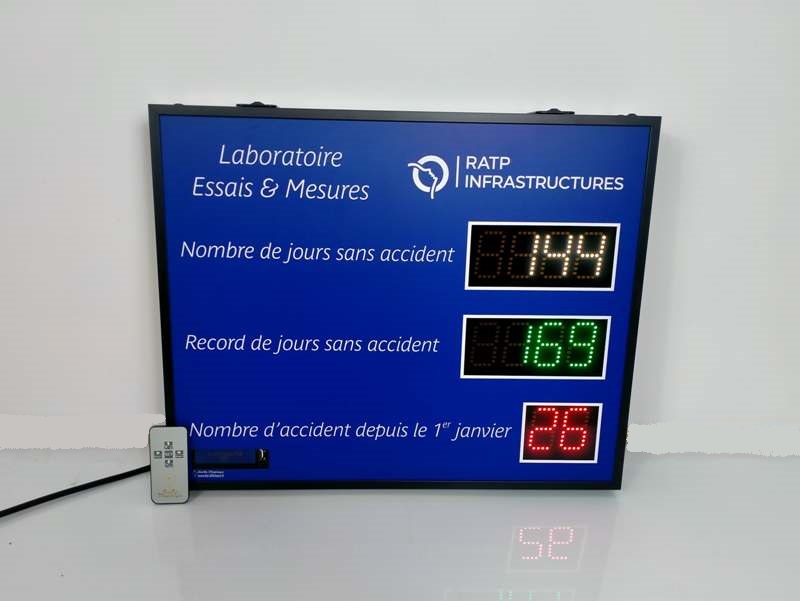 Laboratoire
Essais & Mesures
RATP
INFRASTRUCTURES
Nombre de jours sans accident 144
Record de jours sans accident 169
Nombre d'accident depuis le 1er janvier 26